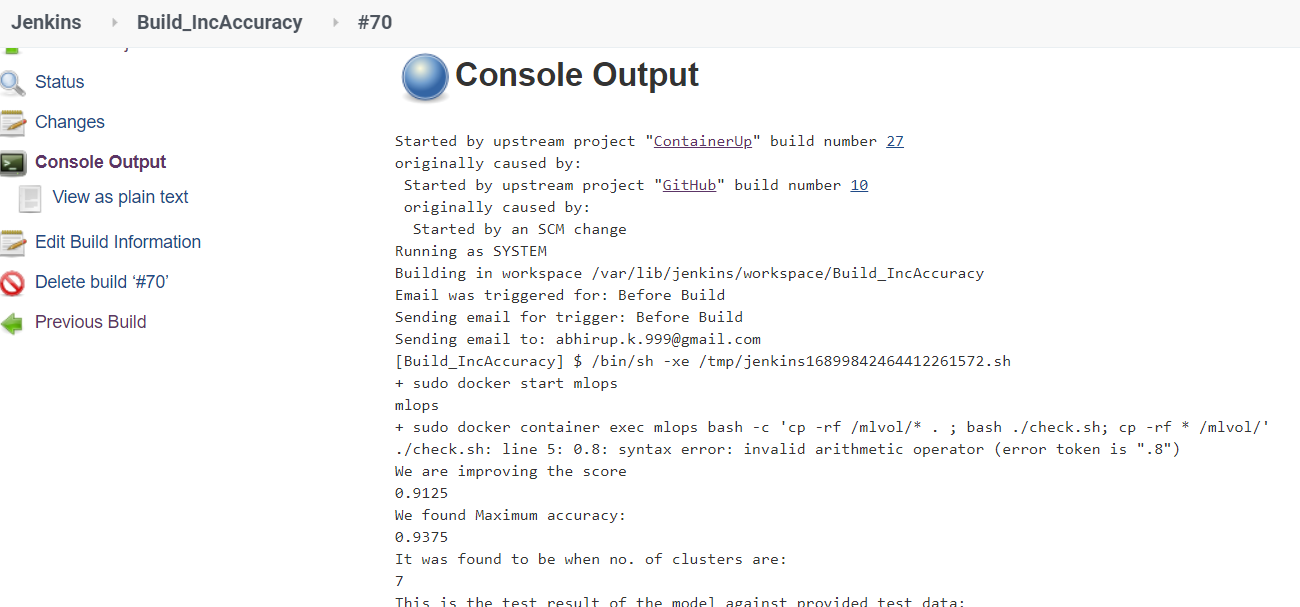 Jenkins Build_IncAccuracy #70
Status
Changes
Console Output
View as plain text
Edit Build Information
Delete build ‘#70’
Previous Build
Console Output
Started by upstream project "ContainerUp" build number 27
originally caused by:
Started by upstream project "GitHub" build number 10
originally caused by:
Started by an SCM change
Running as SYSTEM
Building in workspace /var/lib/jenkins/workspace/Build_IncAccuracy
Email was triggered for: Before Build
Sending email for trigger: Before Build
Sending email to: abhirup.k.999@gmail.com
[Build_IncAccuracy] $ /bin/sh -xe /tmp/jenkins16899842464412261572.sh
+ sudo docker start mlops
mlops
+ sudo docker container exec mlops bash -c 'cp -rf /mlvol/* . ; bash ./check.sh; cp -rf * /mlvol/'
./check.sh: line 5: 0.8: syntax error: invalid arithmetic operator (error token is ".8")
We are improving the score
0.9125
We found Maximum accuracy:
0.9375
It was found to be when no. of clusters are:
7
This is the test result of the model against provided test data: